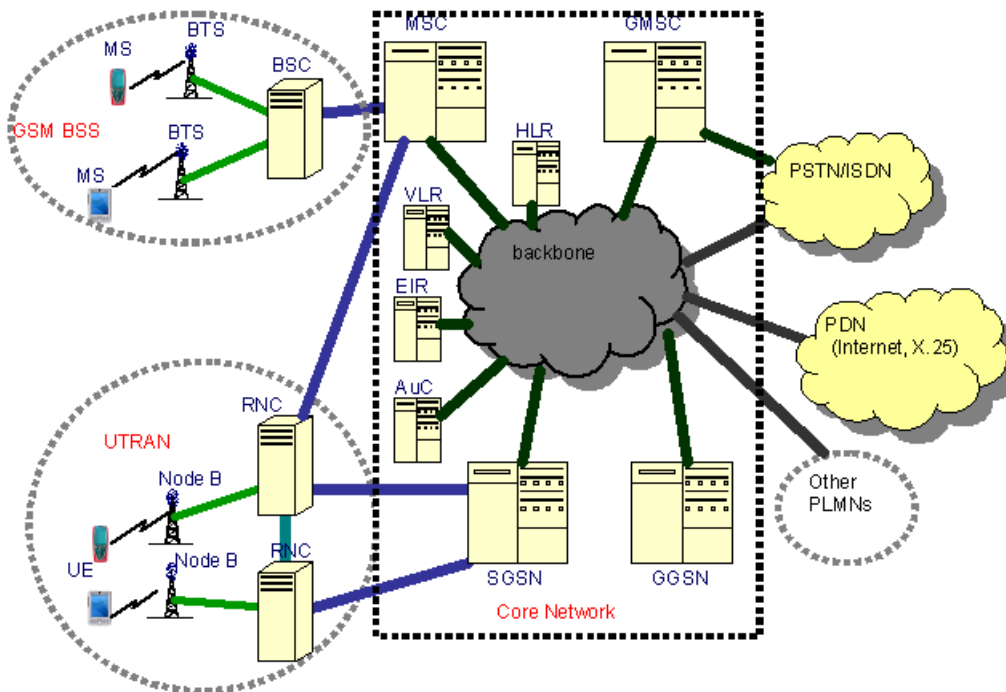 MSC
GMSC
BTS
MS
BSC
GSM BSS
BTS
MS
HLR
PSTN/ISDN
VLR
backbone
EIR
PDN
(Internet, X.25)
AuC
RNC
UTRAN
Node B
Other
PLMNs
RNC
Node B
UE
SGSN
GGSN
Core Network